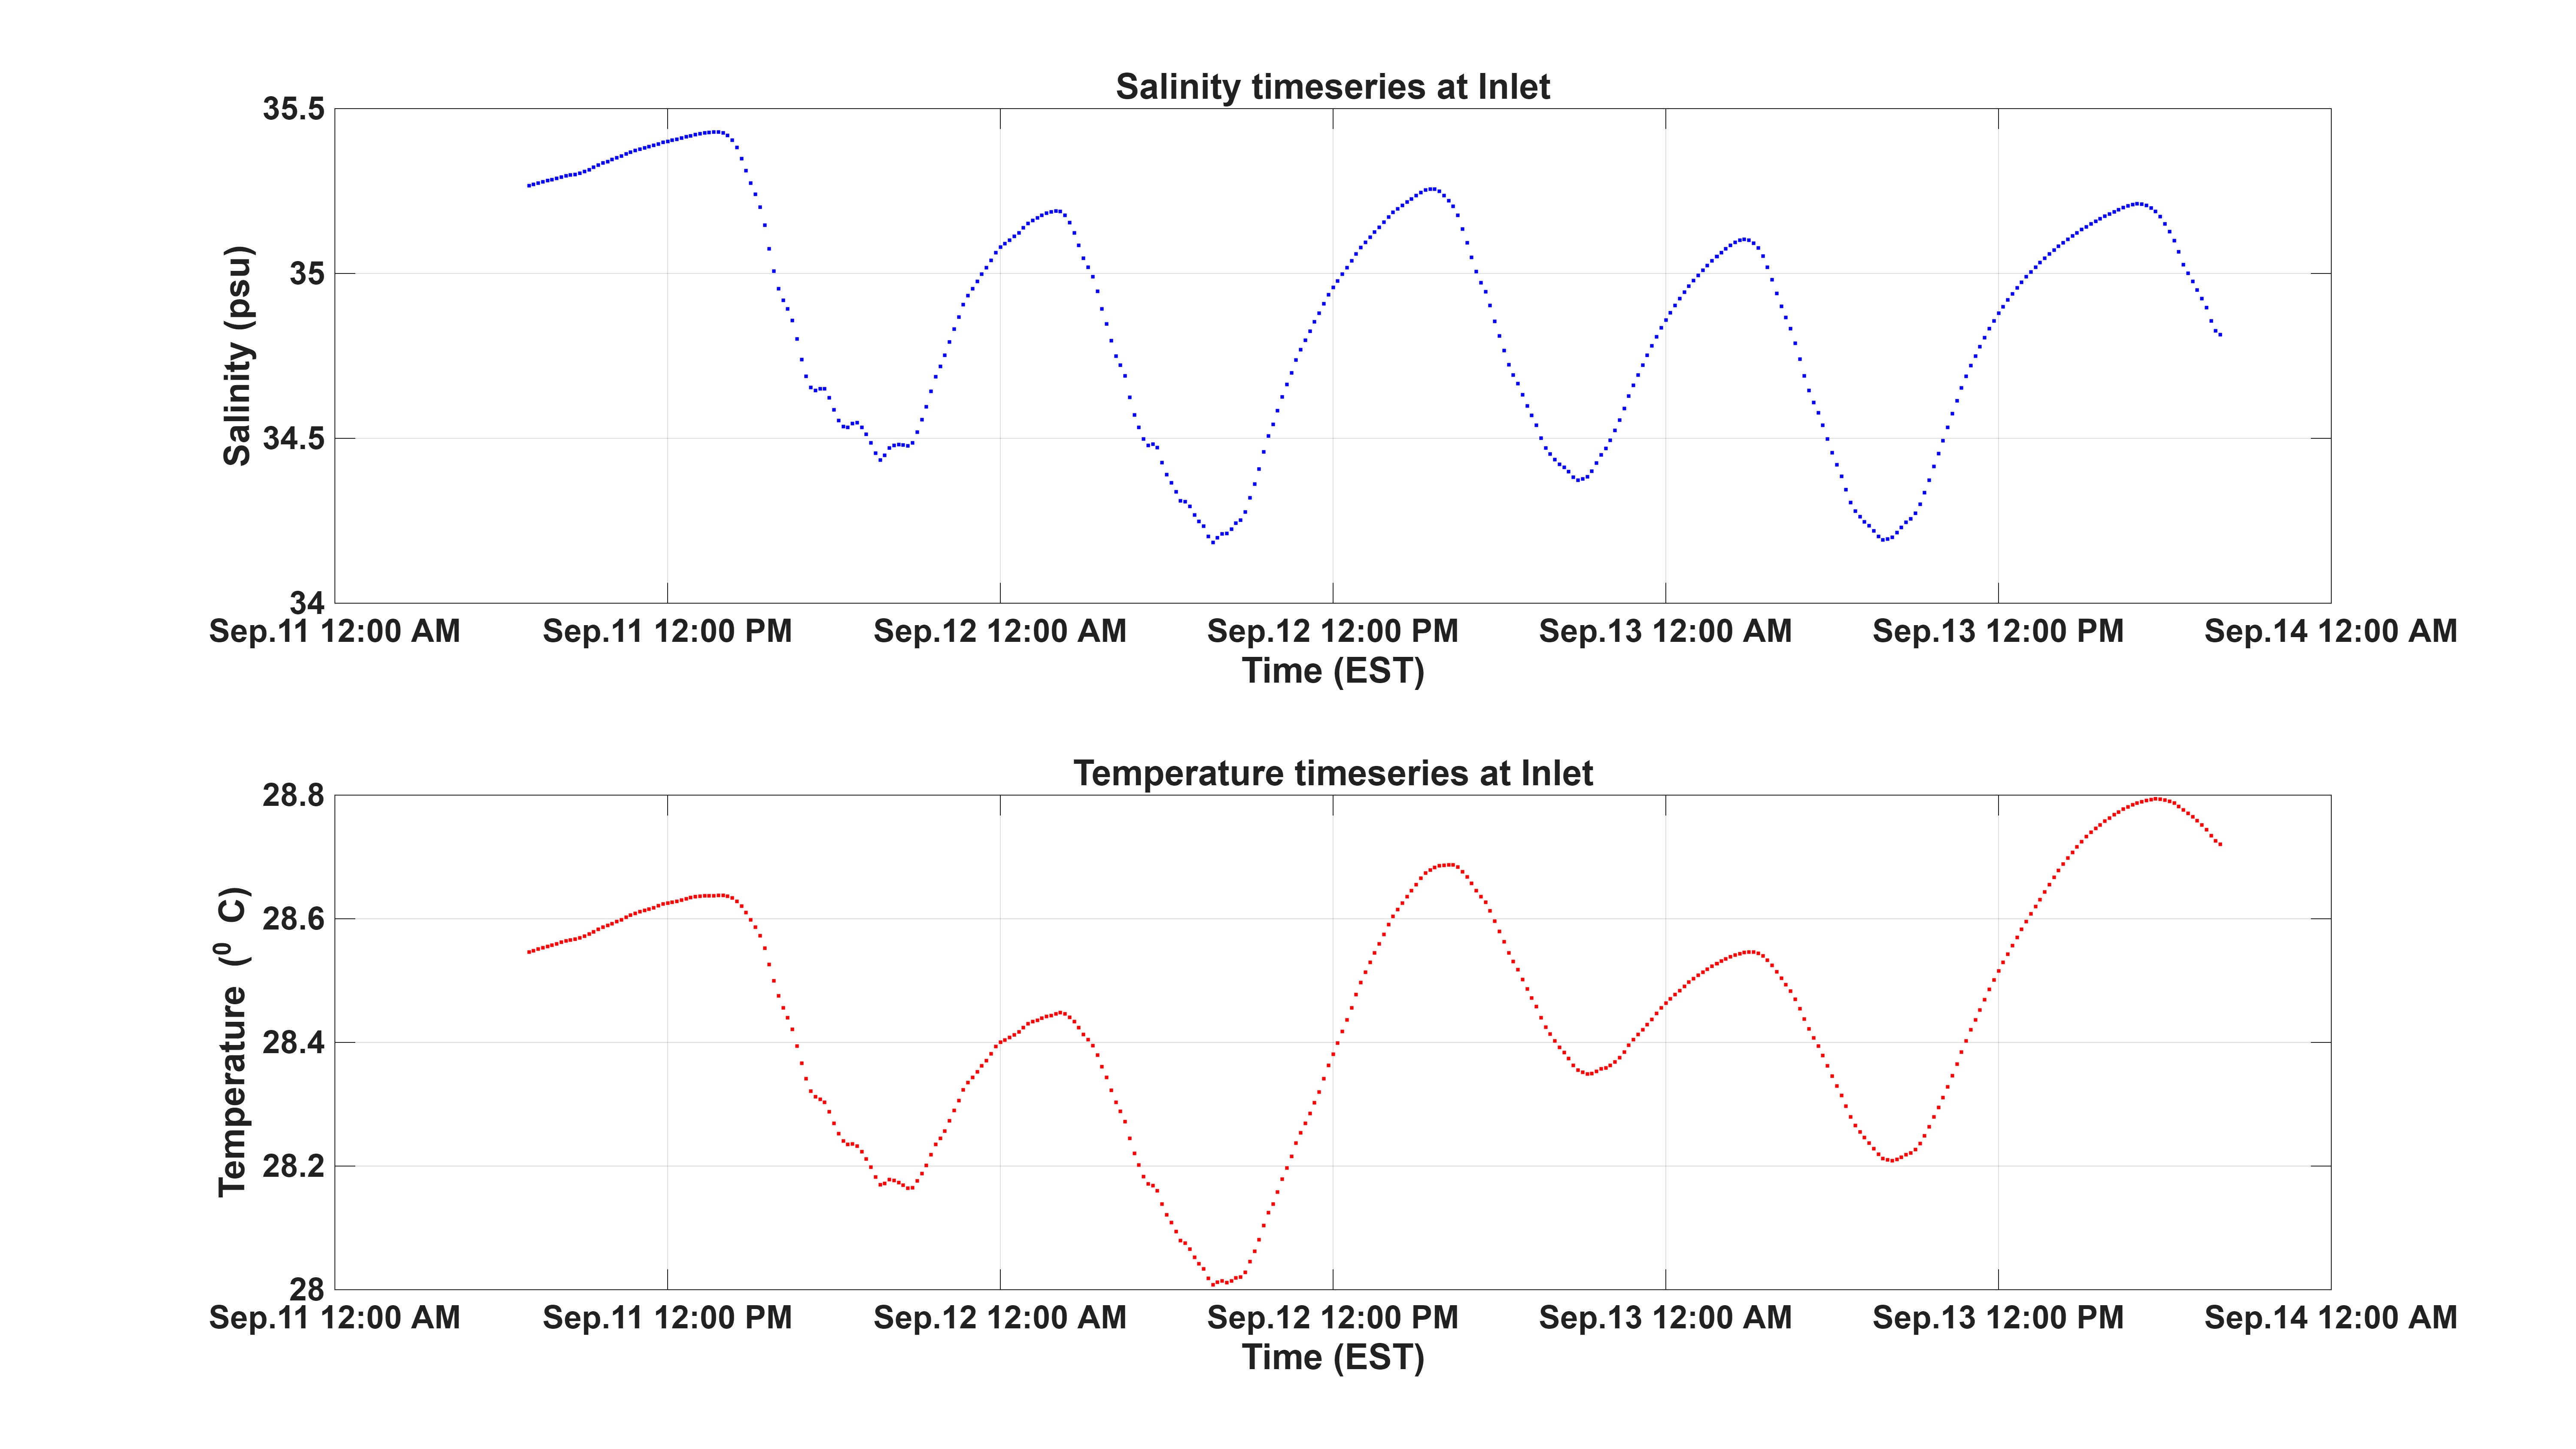 Salinity timeseries at Inlet
35.5
35
34.5
34
Salinity (psu)
Sep.11 12:00 AM Sep.11 12:00 PM Sep.12 12:00 AM Sep.12 12:00 PM Sep.13 12:00 AM Sep.13 12:00 PM Sep.14 12:00 AM
Time (EST)
Temperature timeseries at Inlet
28.8
28.6
28.4
28.2
28
Temperature (⁰ C)
Sep.11 12:00 AM Sep.11 12:00 PM Sep.12 12:00 AM Sep.12 12:00 PM Sep.13 12:00 AM Sep.13 12:00 PM Sep.14 12:00 AM
Time (EST)